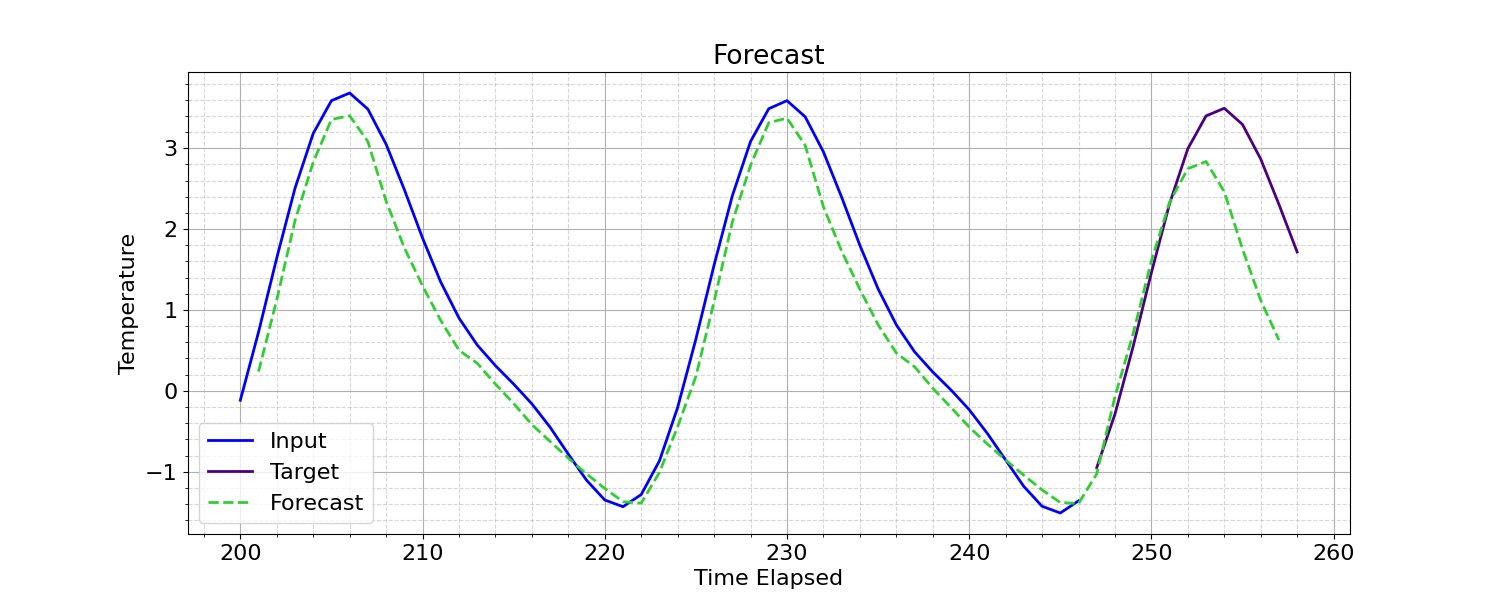 Forecast
Temperature
3
2
1
0
−1
Input
Target
Forecast
200 210 220 230 240 250 260
Time Elapsed